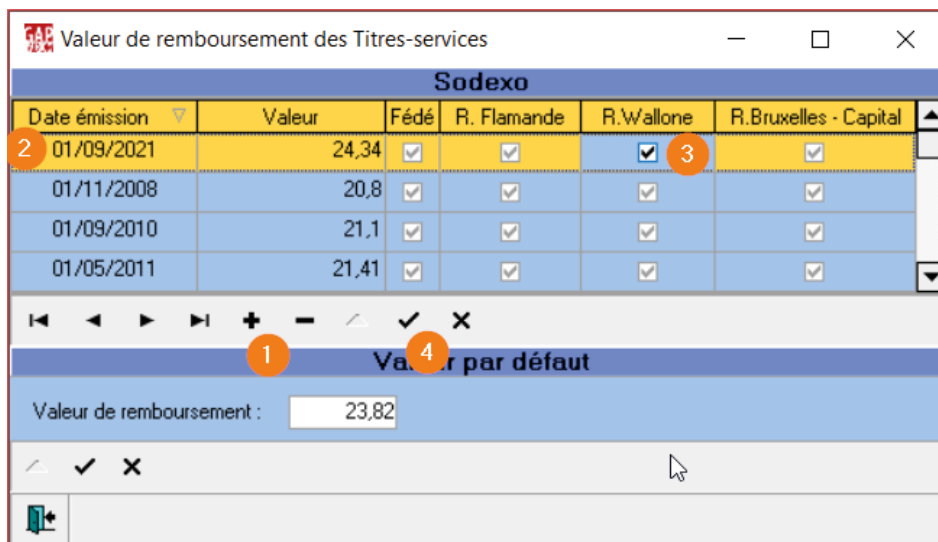 Valeur de remboursement des Titres-services
Sodexo
Date émission Valeur Fédé R. Flamande R.Wallone R.Bruxelles - Capital
2 01/09/2021 24,34 3
01/11/2008 20,8
01/09/2010 21,1
01/05/2011 21,41
1 4
par défaut
Valeur de remboursement : 23,82